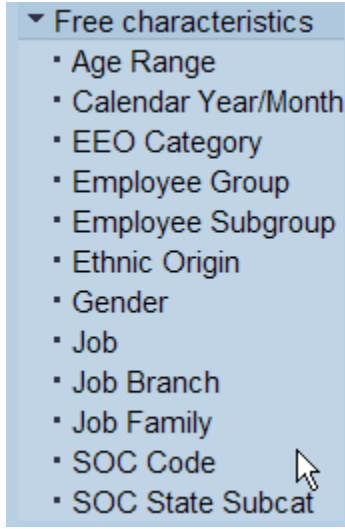 Free characteristics
Age Range
Calendar Year/Month
EEO Category
Employee Group
Employee Subgroup
Ethnic Origin
Gender
Job
Job Branch
Job Family
SOC Code
SOC State Subcat